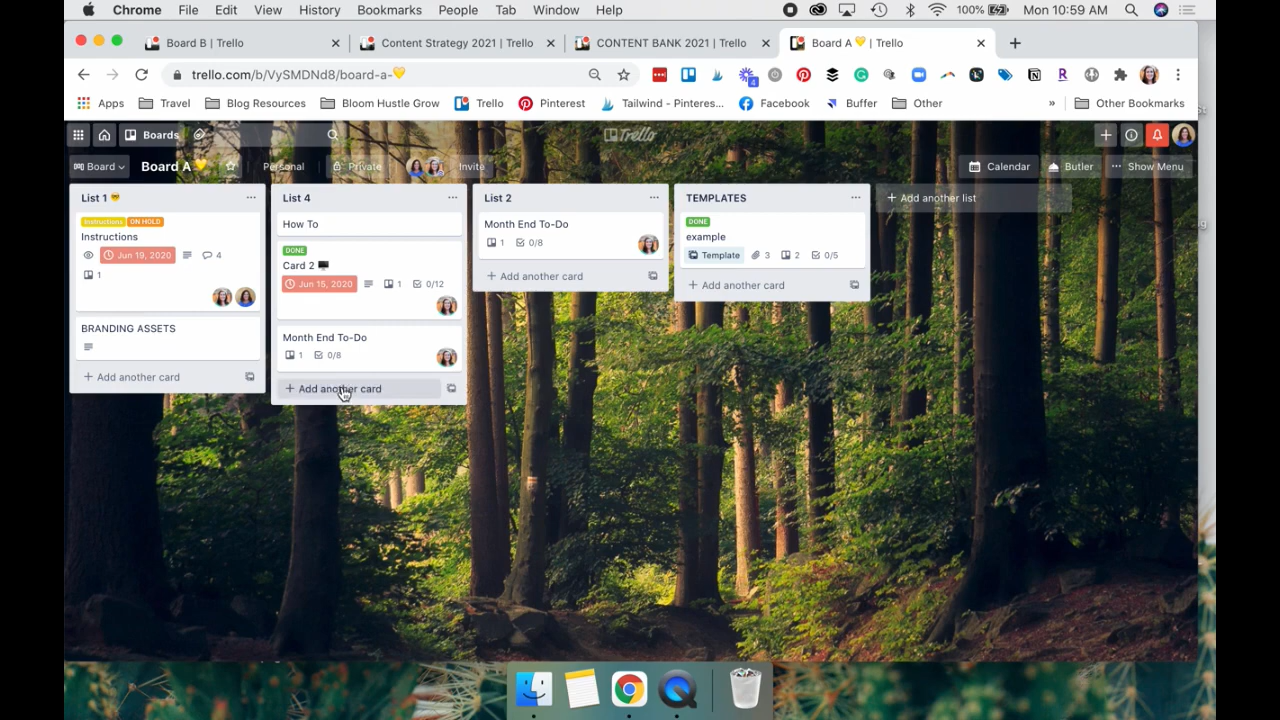 Chrome File Edit View History Bookmarks People Tab Window Help 100% Mon 10:59 AM
Board B | Trello Content Strategy 2021 | Trello CONTENT BANK 2021 | Trello Board A 💛 | Trello
trello.com/b/VySMDNd8/board-a-💛 4
Apps Travel Blog Resources Bloom Hustle Grow Trello Pinterest Tailwind - Pinteres... Facebook Buffer Other » Other Bookmarks
Boards Trello
Board Board A 💛 Personal Private Invite Calendar Butler ... Show Menu
List 1
Instructions ON HOLD
Instructions
Jun 19, 2020 4
1
BRANDING ASSETS
+ Add another card
List 4
How To
DONE
Card 2
Jun 15, 2020 1 0/12
Month End To-Do
1 0/8
+ Add another card
List 2
Month End To-Do
1 0/8
+ Add another card
TEMPLATES
DONE
example
Template 3 2 0/5
+ Add another card
+ Add another list